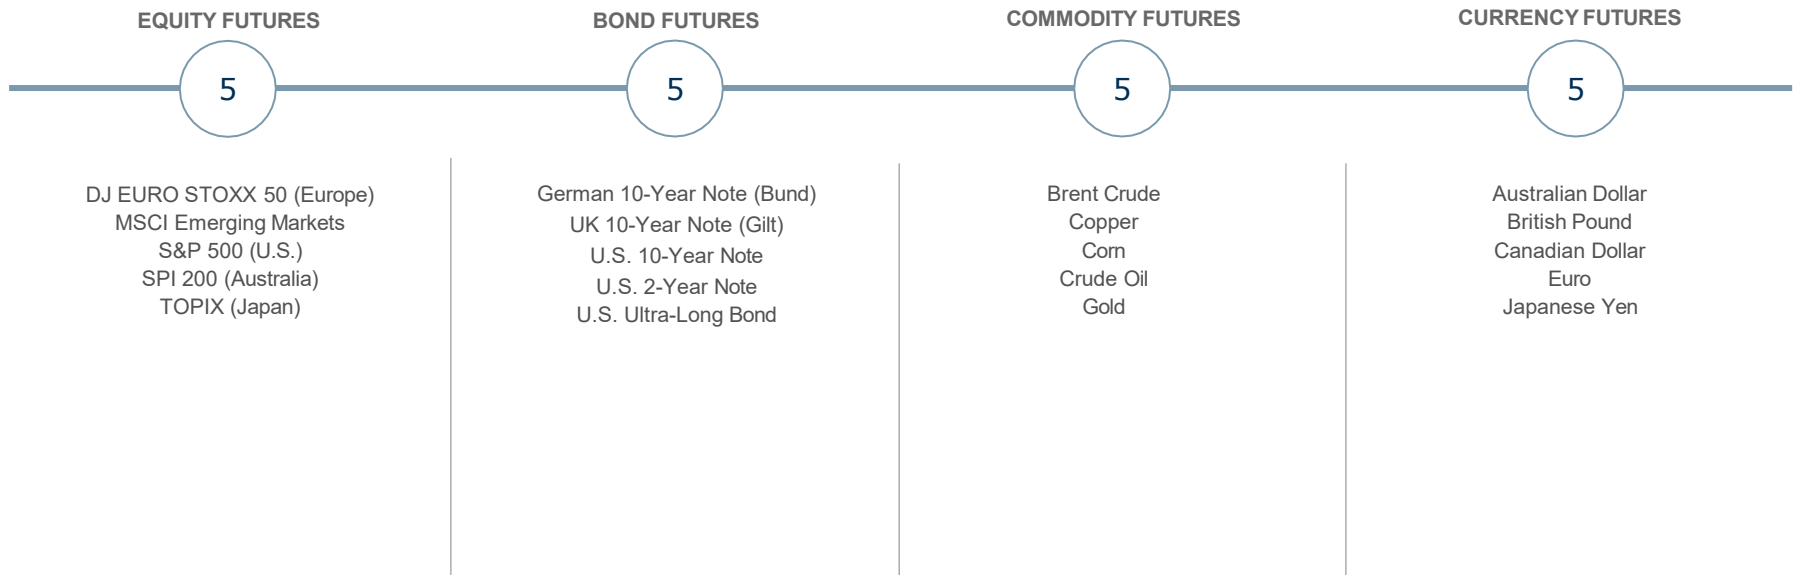 EQUITY FUTURES
5
DJ EURO STOXX 50 (Europe)
MSCI Emerging Markets
S&P 500 (U.S.)
SPI 200 (Australia)
TOPIX (Japan)
BOND FUTURES
5
German 10-Year Note (Bund)
UK 10-Year Note (Gilt)
U.S. 10-Year Note
U.S. 2-Year Note
U.S. Ultra-Long Bond
COMMODITY FUTURES
5
Brent Crude
Copper
Corn
Crude Oil
Gold
CURRENCY FUTURES
5
Australian Dollar
British Pound
Canadian Dollar
Euro
Japanese Yen